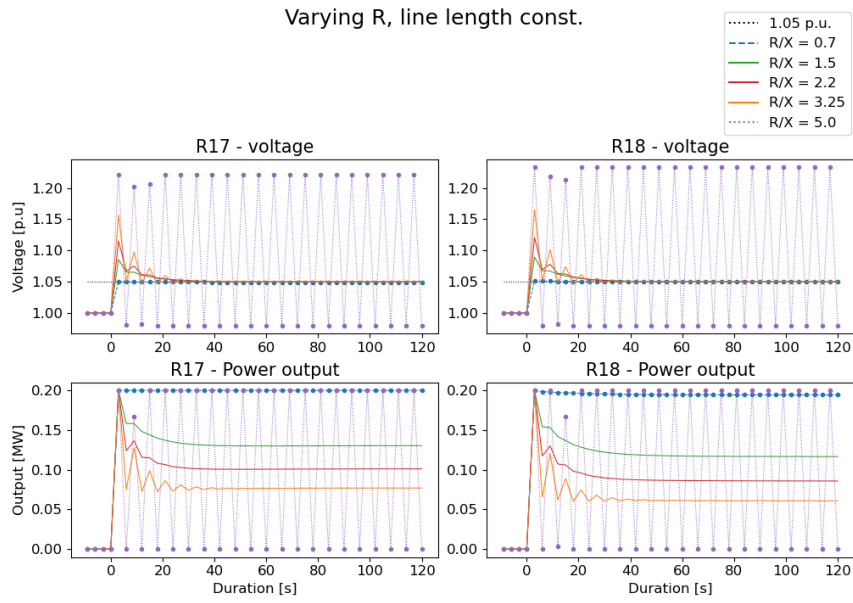 Varying R, line length const.
1.05 p.u.
R/X = 0.7
R/X = 1.5
R/X = 2.2
R/X = 3.25
R/X = 5.0
R17 - voltage
R18 - voltage
Voltage [p.u]
1.20
1.15
1.10
1.05
1.00
0 20 40 60 80 100 120
1.20
1.15
1.10
1.05
1.00
0 20 40 60 80 100 120
R17 - Power output
R18 - Power output
Output [MW]
0.20
0.15
0.10
0.05
0.00
0 20 40 60 80 100 120
Duration [s]
0.20
0.15
0.10
0.05
0.00
0 20 40 60 80 100 120
Duration [s]